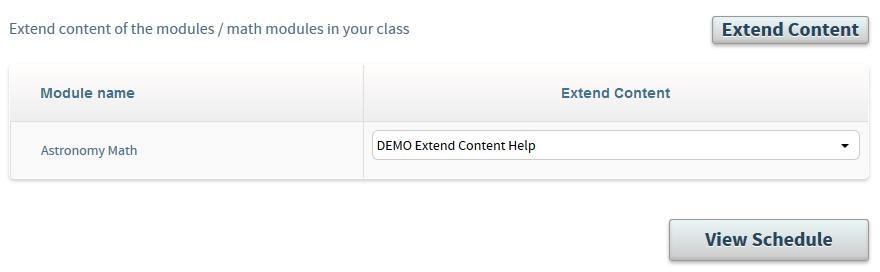 Extend content of the modules / math modules in your class
Extend Content
Module name
Extend Content
Astronomy Math
DEMO Extend Content Help
View Schedule